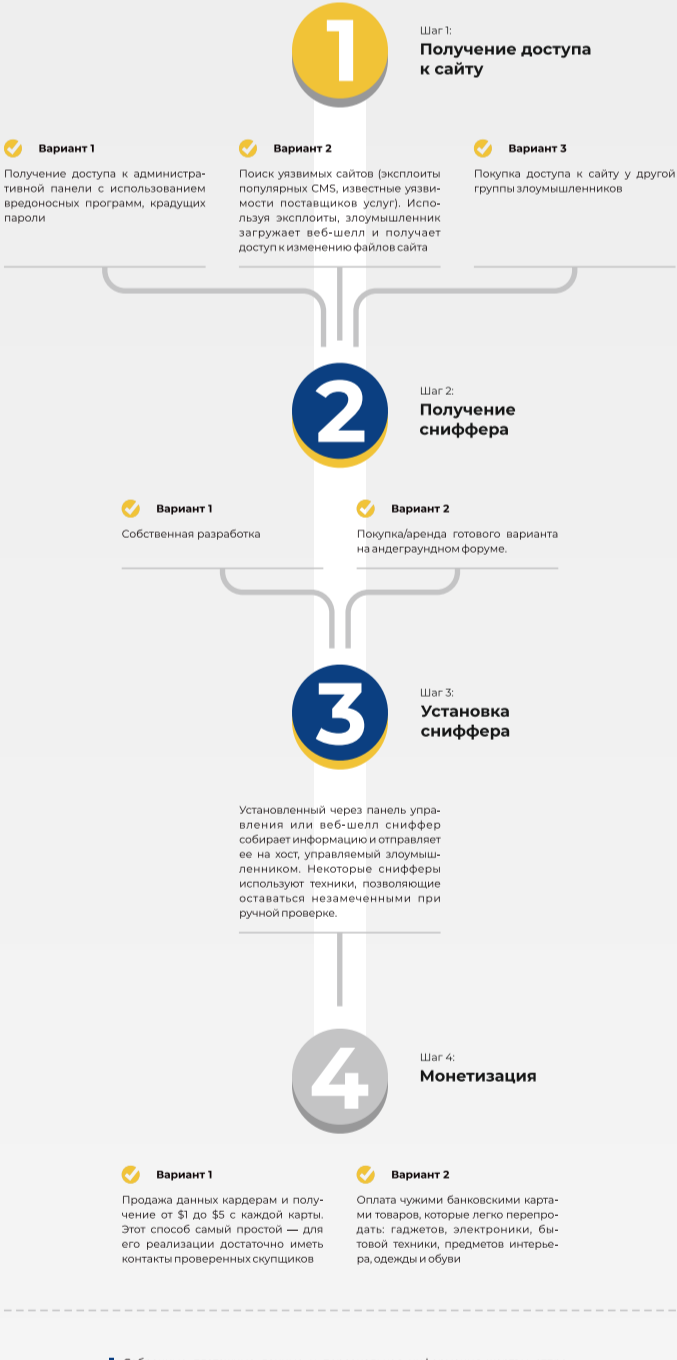 1
Шаг 1:
Получение доступа
к сайту
Вариант 1
Получение доступа к администра-
тивной панели с использованием
вредоносных программ, крадущих
пароли
Вариант 2
Поиск уязвимых сайтов (эксплоиты
популярных CMS, известные уязви-
мости поставщиков услуг). Испо-
льзуя эксплоиты, злоумышленник
загружает веб-шелл и получает
доступ к изменению файлов сайта
Вариант 3
Покупка доступа к сайту у другой
группы злоумышленников
2
Шаг 2:
Получение
сниффера
Вариант 1
Собственная разработка
Вариант 2
Покупка/аренда готового варианта
на андеграундном форуме.
3
Шаг 3:
Установка
сниффера
Установленный через панель упра-
вления или веб-шелл сниффер
собирает информацию и отправляет
ее на хост, управляемый злоумыш-
ленником. Некоторые снифферы
используют техники, позволяющие
оставаться незамеченными при
ручной проверке.
4
Шаг 4:
Монетизация
Вариант 1
Продажа данных кардерам и полу-
чение от $1 до $5 с каждой карты.
Этот способ самый простой — для
его реализации достаточно иметь
контакты проверенных скупщиков
Вариант 2
Оплата чужими банковскими карта-
ми товаров, которые легко перепро-
дать: гаджетов, электроники, бы-
товой техники, предметов интерье-
ра, одежды и обуви